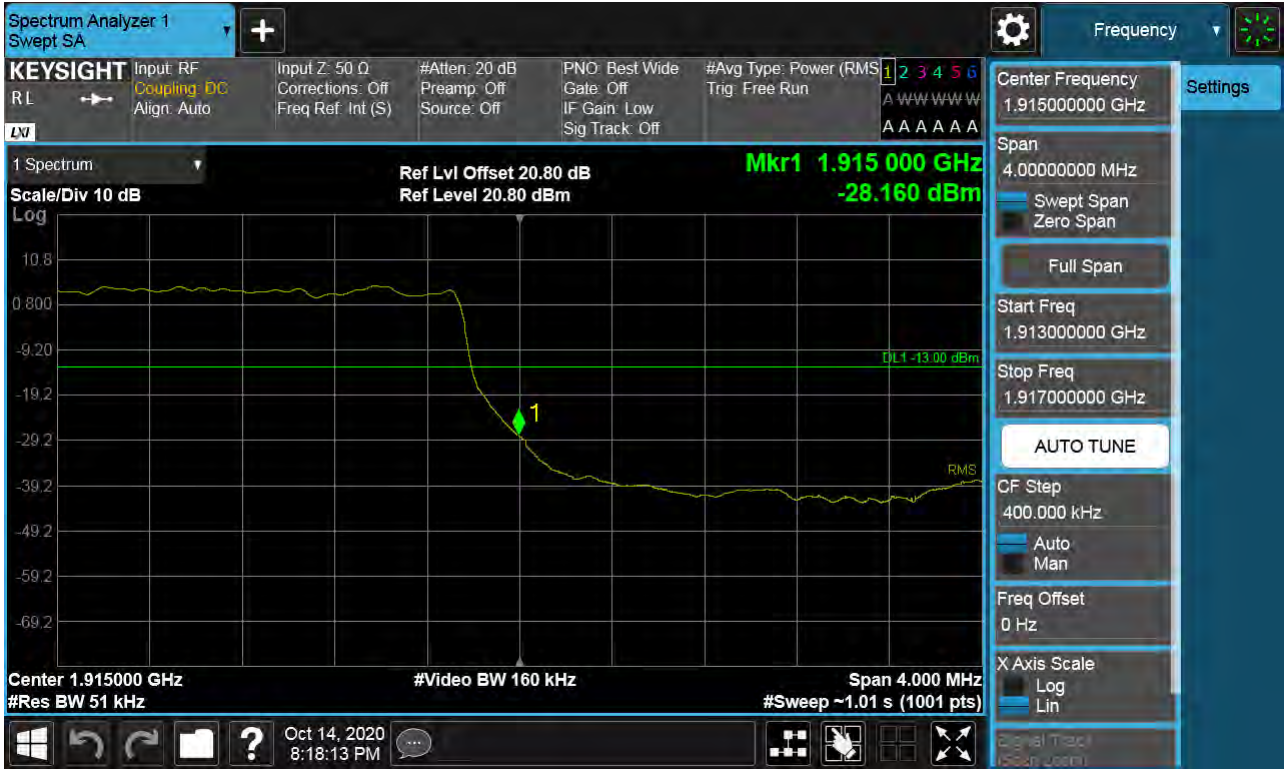 Spectrum Analyzer 1
Swept SA
+
Frequency
KEYSIGHT
RL
LXI
Input: RF
Coupling: DC
Align: Auto
Input Z: 50 Ω
Corrections: Off
Freq Ref: Int (S)
#Atten: 20 dB
Preamp: Off
Source: Off
PNO: Best Wide
Gate: Off
IF Gain: Low
Sig Track: Off
#Avg Type: Power (RMS
Trig: Free Run
1 2 3 4 5 6
A W W W W W
A A A A A A
Center Frequency
1.915000000 GHz
Settings
Span
4.00000000 MHz
Swept Span
Zero Span
Full Span
Start Freq
1.913000000 GHz
Stop Freq
1.917000000 GHz
AUTO TUNE
CF Step
400.000 kHz
Auto
Man
Freq Offset
0 Hz
X Axis Scale
Log
Lin
Signal Track
(Span Zoom)
1 Spectrum
Scale/Div 10 dB
Ref Lvl Offset 20.80 dB
Ref Level 20.80 dBm
Mkr1 1.915 000 GHz
-28.160 dBm
Log
10.8
0.800
-9.20
DL1 -13.00 dBm
-19.2
1
-29.2
RMS
-39.2
-49.2
-59.2
-69.2
Center 1.915000 GHz
#Video BW 160 kHz
Span 4.000 MHz
#Res BW 51 kHz
#Sweep ~1.01 s (1001 pts)
?
Oct 14, 2020
8:18:13 PM